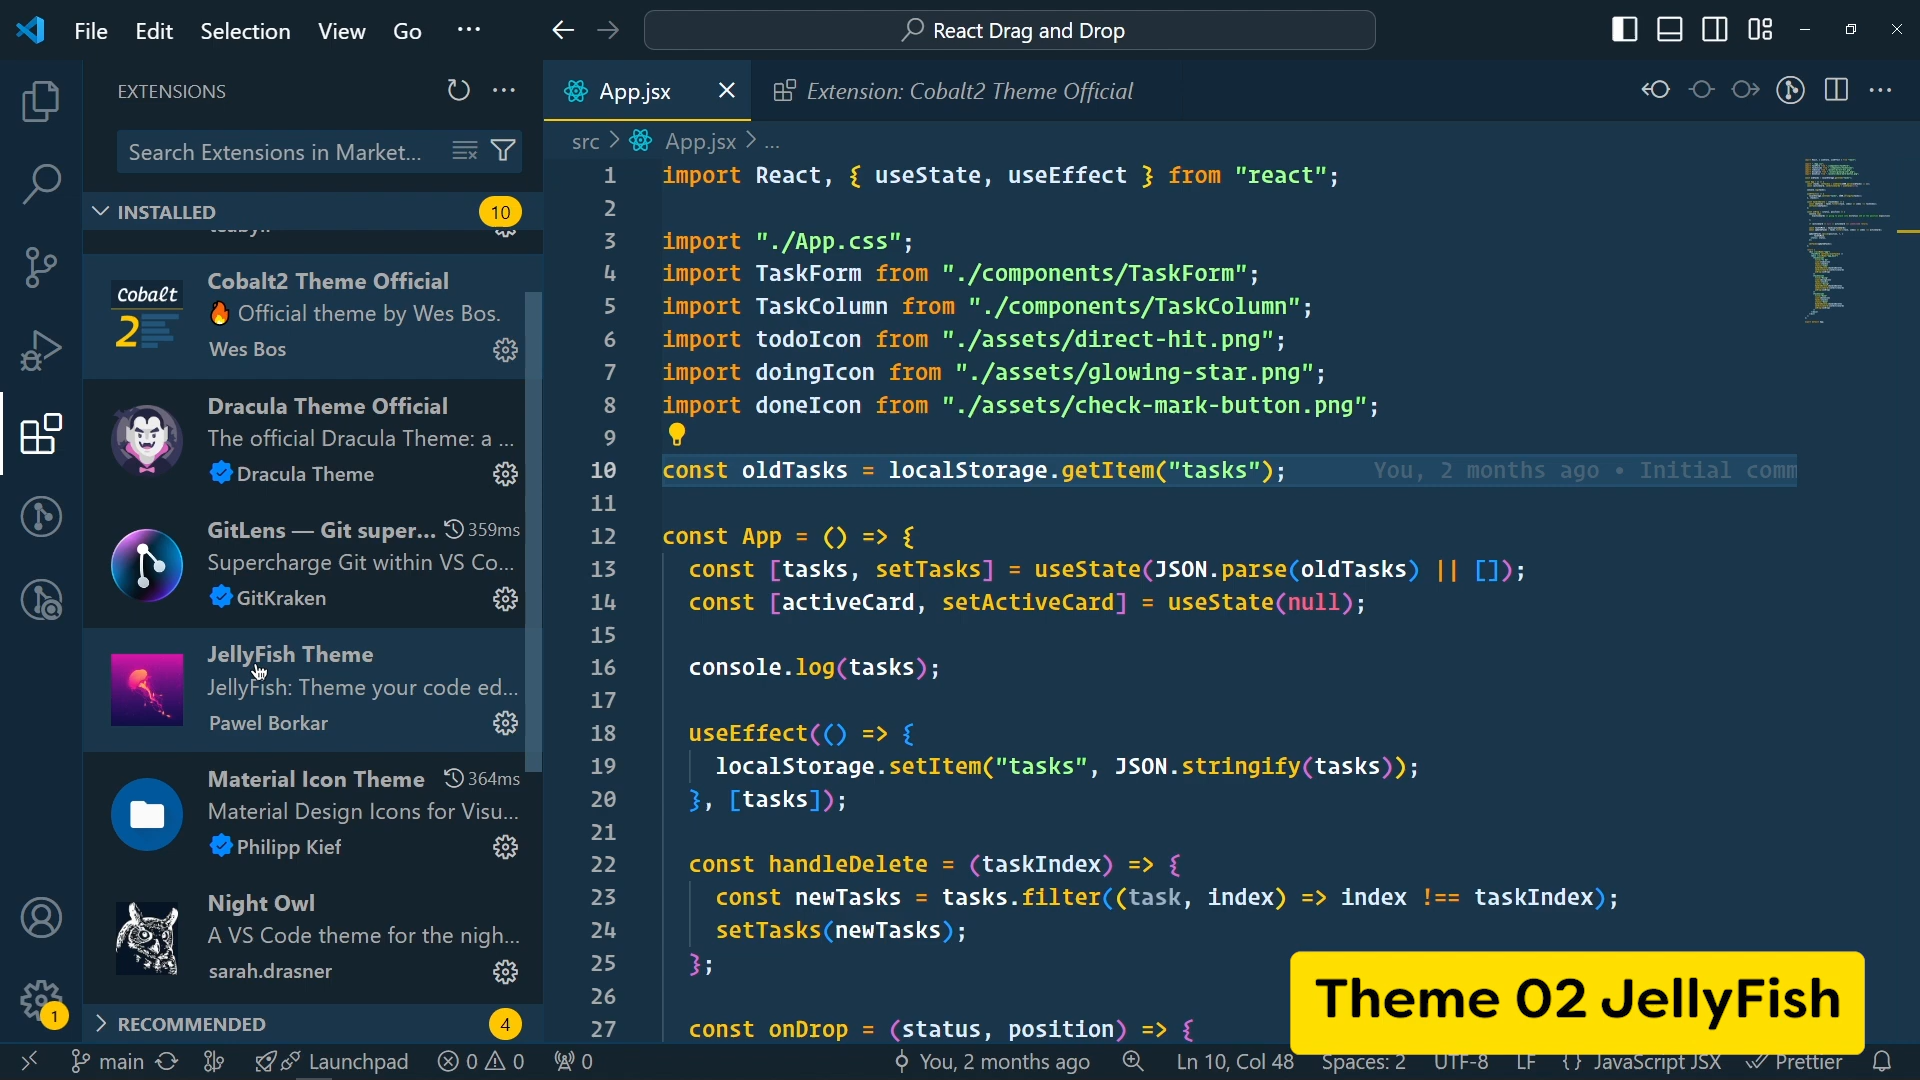 File Edit Selection View Go ...
React Drag and Drop
EXTENSIONS
Search Extensions in Market...
INSTALLED 10
Cobalt2 Theme Official
Official theme by Wes Bos.
Wes Bos
Cobalt 2
Dracula Theme Official
The official Dracula Theme: a ...
Dracula Theme
GitLens — Git super... 359ms
Supercharge Git within VS Co...
GitKraken
JellyFish Theme
JellyFish: Theme your code ed...
Pawel Borkar
Material Icon Theme 364ms
Material Design Icons for Visu...
Philipp Kief
Night Owl
A VS Code theme for the nigh...
sarah.drasner
RECOMMENDED 4
1
App.jsx
Extension: Cobalt2 Theme Official
src > App.jsx > ...
1 import React, { useState, useEffect } from "react";
2
3 import "./App.css";
4 import TaskForm from "./components/TaskForm";
5 import TaskColumn from "./components/TaskColumn";
6 import todoIcon from "./assets/direct-hit.png";
7 import doingIcon from "./assets/glowing-star.png";
8 import doneIcon from "./assets/check-mark-button.png";
9
10 const oldTasks = localStorage.getItem("tasks"); You, 2 months ago • Initial comm
11
12 const App = () => {
13 const [tasks, setTasks] = useState(JSON.parse(oldTasks) || []);
14 const [activeCard, setActiveCard] = useState(null);
15
16 console.log(tasks);
17
18 useEffect(() => {
19 localStorage.setItem("tasks", JSON.stringify(tasks));
20 }, [tasks]);
21
22 const handleDelete = (taskIndex) => {
23 const newTasks = tasks.filter((task, index) => index !== taskIndex);
24 setTasks(newTasks);
25 };
26
27 const onDrop = (status, position) => {
Theme 02 JellyFish
main Launchpad 0 0 0 You, 2 months ago Ln 10, Col 48 Spaces: 2 UTF-8 LF {} JavaScript JSX Prettier